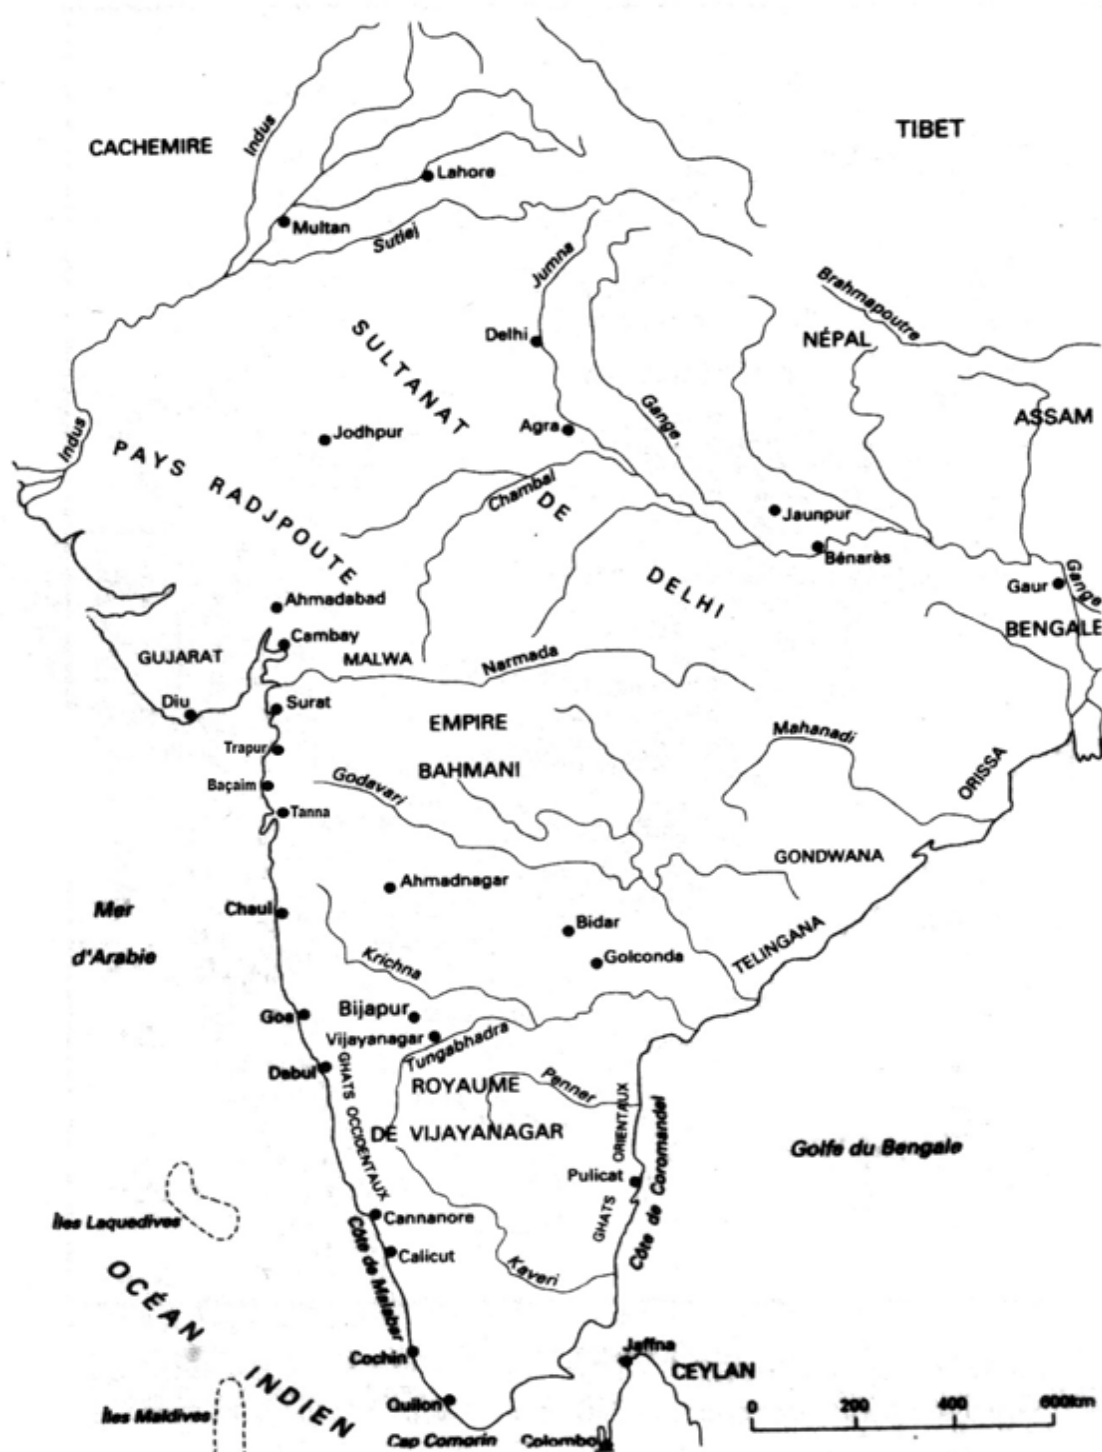 TIBET
CACHEMIRE
Indus
Lahore
Multan
Sutlej
Jumna
Brahmapoutre
Delhi
NÉPAL
SULTANAT
Gange
Agra
ASSAM
Jodhpur
Indus
PAYS RADJPOUTE
Chambal
DE
Jaunpur
Bénarès
DELHI
Gaur
Gange
BENGALE
Ahmadabad
Cambay
GUJARAT
MALWA
Narmada
Diu
Surat
EMPIRE
Mahanadi
Trapur
BAHMANI
ORISSA
Baçaim
Godavari
Tanna
GONDWANA
Ahmadnagar
Mer
d'Arabie
Chaul
Bidar
TELINGANA
Golconda
Krichna
Goa
Bijapur
Vijayanagar
Tungabhadra
Dabul
GHATS OCCIDENTAUX
ROYAUME
Penner
DE VIJAYANAGAR
GHATS ORIENTAUX
Côte de Coromandel
Golfe du Bengale
Pulicat
Îles Laquedives
Cannanore
Calicut
Côte de Malabar
Kaveri
OCÉAN
INDIEN
Cochin
Jaffna
CEYLAN
Quilon
Îles Maldives
Cap Comorin
Colombo
0 200 400 600km